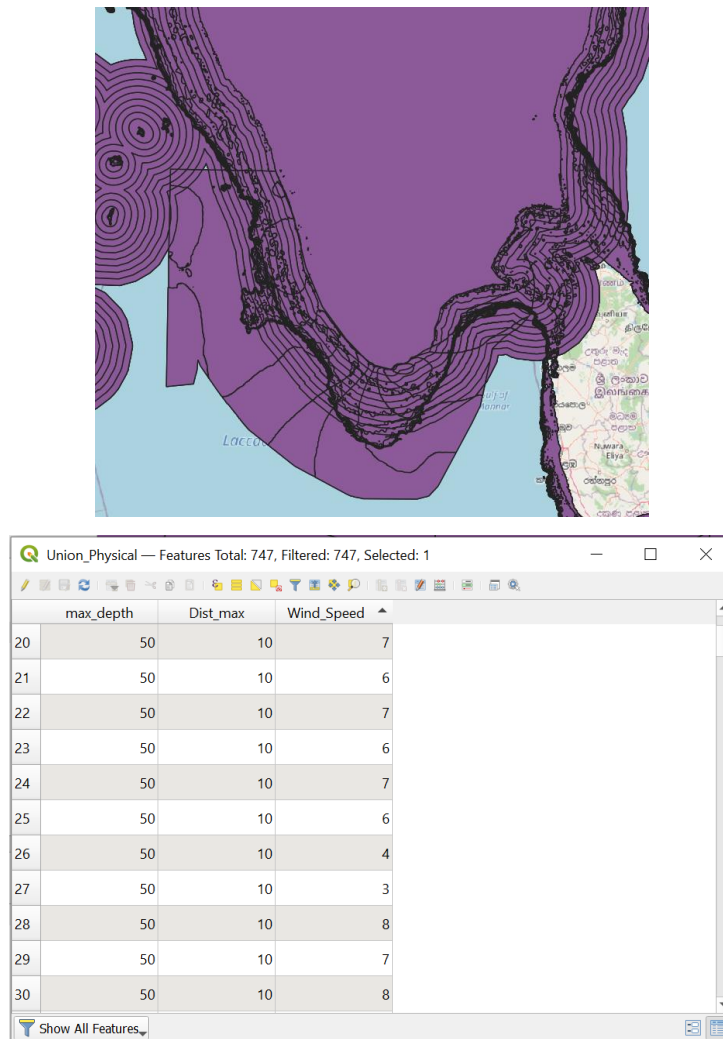 Laccad
Nuwara
Eliya
Union_Physical — Features Total: 747, Filtered: 747, Selected: 1
max_depth Dist_max Wind_Speed
20 50 10 7
21 50 10 6
22 50 10 7
23 50 10 6
24 50 10 7
25 50 10 6
26 50 10 4
27 50 10 3
28 50 10 8
29 50 10 7
30 50 10 8
Show All Features